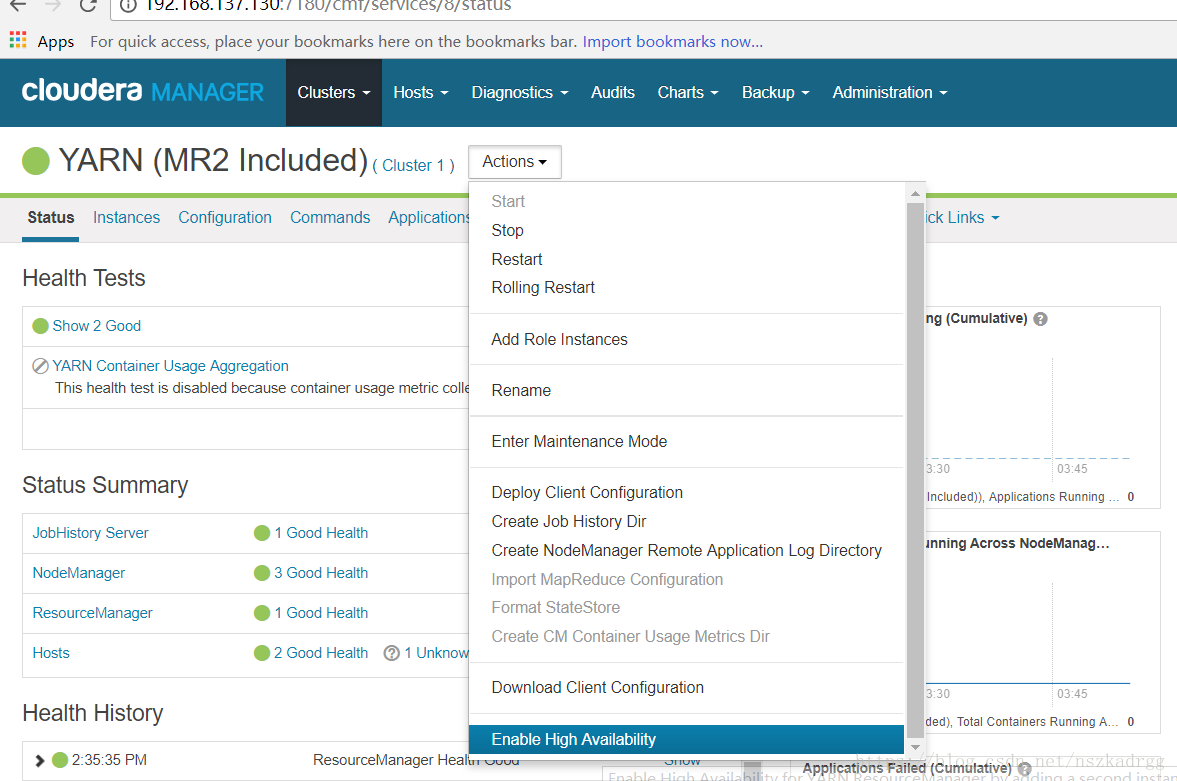 192.168.137.130:7180/cmf/services/8/status
Apps For quick access, place your bookmarks here on the bookmarks bar. Import bookmarks now...
cloudera MANAGER Clusters Hosts Diagnostics Audits Charts Backup Administration
YARN (MR2 Included) ( Cluster 1 ) Actions
Start
Status Instances Configuration Commands Applications ick Links
Stop
Restart
Health Tests
Rolling Restart
ng (Cumulative)
Show 2 Good
Add Role Instances
YARN Container Usage Aggregation
This health test is disabled because container usage metric colle
Rename
Enter Maintenance Mode
3:30 03:45
Status Summary
Deploy Client Configuration
Included)), Applications Running ... 0
Create Job History Dir
JobHistory Server 1 Good Health
Create NodeManager Remote Application Log Directory
unning Across NodeManag...
NodeManager 3 Good Health
Import MapReduce Configuration
Format StateStore
ResourceManager 1 Good Health
Create CM Container Usage Metrics Dir
Hosts 2 Good Health 1 Unknow
Download Client Configuration
3:30 03:45
Health History
ded), Total Containers Running A... 0
Enable High Availability
2:35:35 PM ResourceManager Health Good Show
https://blog.csdn.net/nszkadrgg
Applications Failed (Cumulative)
Enable High Availability for YARN ResourceManager by adding a second instan